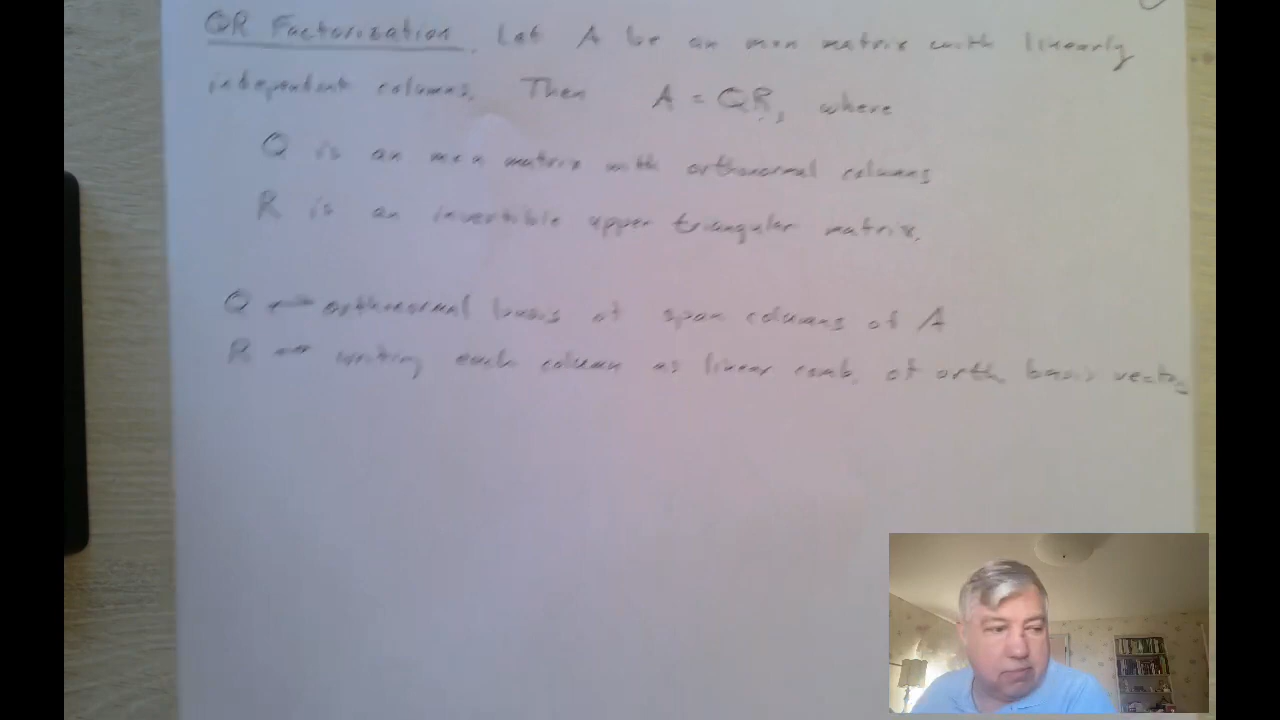 QR Factorization. Let A be an mxn matrix with linearly
independent columns. Then A = QR, where
Q is an mxn matrix with orthonormal columns
R is an invertible upper triangular matrix.
Q ← orthonormal basis of span columns of A
R ← writing each column as linear comb. of orth. basis vectors